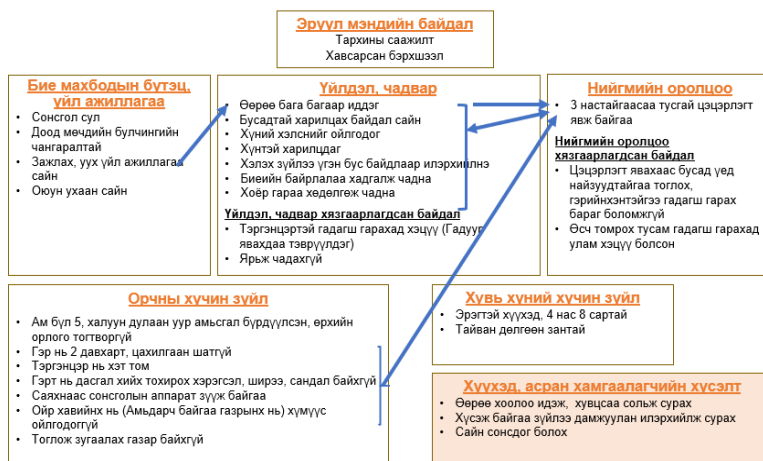 Эрүүл мэндийн байдал
Тархины саажилт
Хавсарсан бэрхшээл
Бие махбодын бүтэц,
үйл ажиллагаа
• Сонсгол сул
• Доод мөчдийн булчингийн
чангаралтай
• Зажлах, уух үйл ажиллагаа
сайн
• Оюун ухаан сайн
Үйлдэл, чадвар
• Өөрөө бага багаар иддэг
• Бусадтай харилцах байдал сайн
• Хүний хэлснийг ойлгодог
• Хүнтэй харилцдаг
• Хэлэх зүйлээ үгэн бус байдлаар илэрхийлнэ
• Биеийн байрлалаа хадгалж чадна
• Хоёр гараа хөдөлгөж чадна
Үйлдэл, чадвар хязгаарлагдсан байдал
• Тэргэнцэртэй гадагш гарахад хэцүү (Гадуур
явахдаа тэврүүлдэг)
• Ярьж чадахгүй
Нийгмийн оролцоо
• 3 настайгаасаа тусгай цэцэрлэгт
явж байгаа
Нийгмийн оролцоо
хязгаарлагдсан байдал
• Цэцэрлэгт явахаас бусад үед
найзуудтайгаа тоглох,
гэрийнхэнтэйгээ гадагш гарах
бараг боломжгүй
• Өсч томрох тусам гадагш гарахад
улам хэцүү болсон
Орчны хүчин зүйл
• Ам бүл 5, халуун дулаан уур амьсгал бүрдүүлсэн, өрхийн
орлого тогтворгүй
• Гэр нь 2 давхарт, цахилгаан шатгүй
• Тэргэнцэр нь хэт том
• Гэрт нь дасгал хийх тохирох хэрэгсэл, ширээ, сандал байхгүй
• Саяхнаас сонсголын аппарат зүүж байгаа
• Ойр хавийнх нь (Амьдарч байгаа газрынх нь) хүмүүс
ойлгодоггүй
• Тоглож зугаалах газар байхгүй
Хувь хүний хүчин зүйл
• Эрэгтэй хүүхэд, 4 нас 8 сартай
• Тайван дөлгөөн зантай
Хүүхэд, асран хамгаалагчийн хүсэлт
• Өөрөө хоолоо идэж, хувцсаа сольж сурах
• Хүсэж байгаа зүйлээ дамжуулан илэрхийлж сурах
• Сайн сонсдог болох